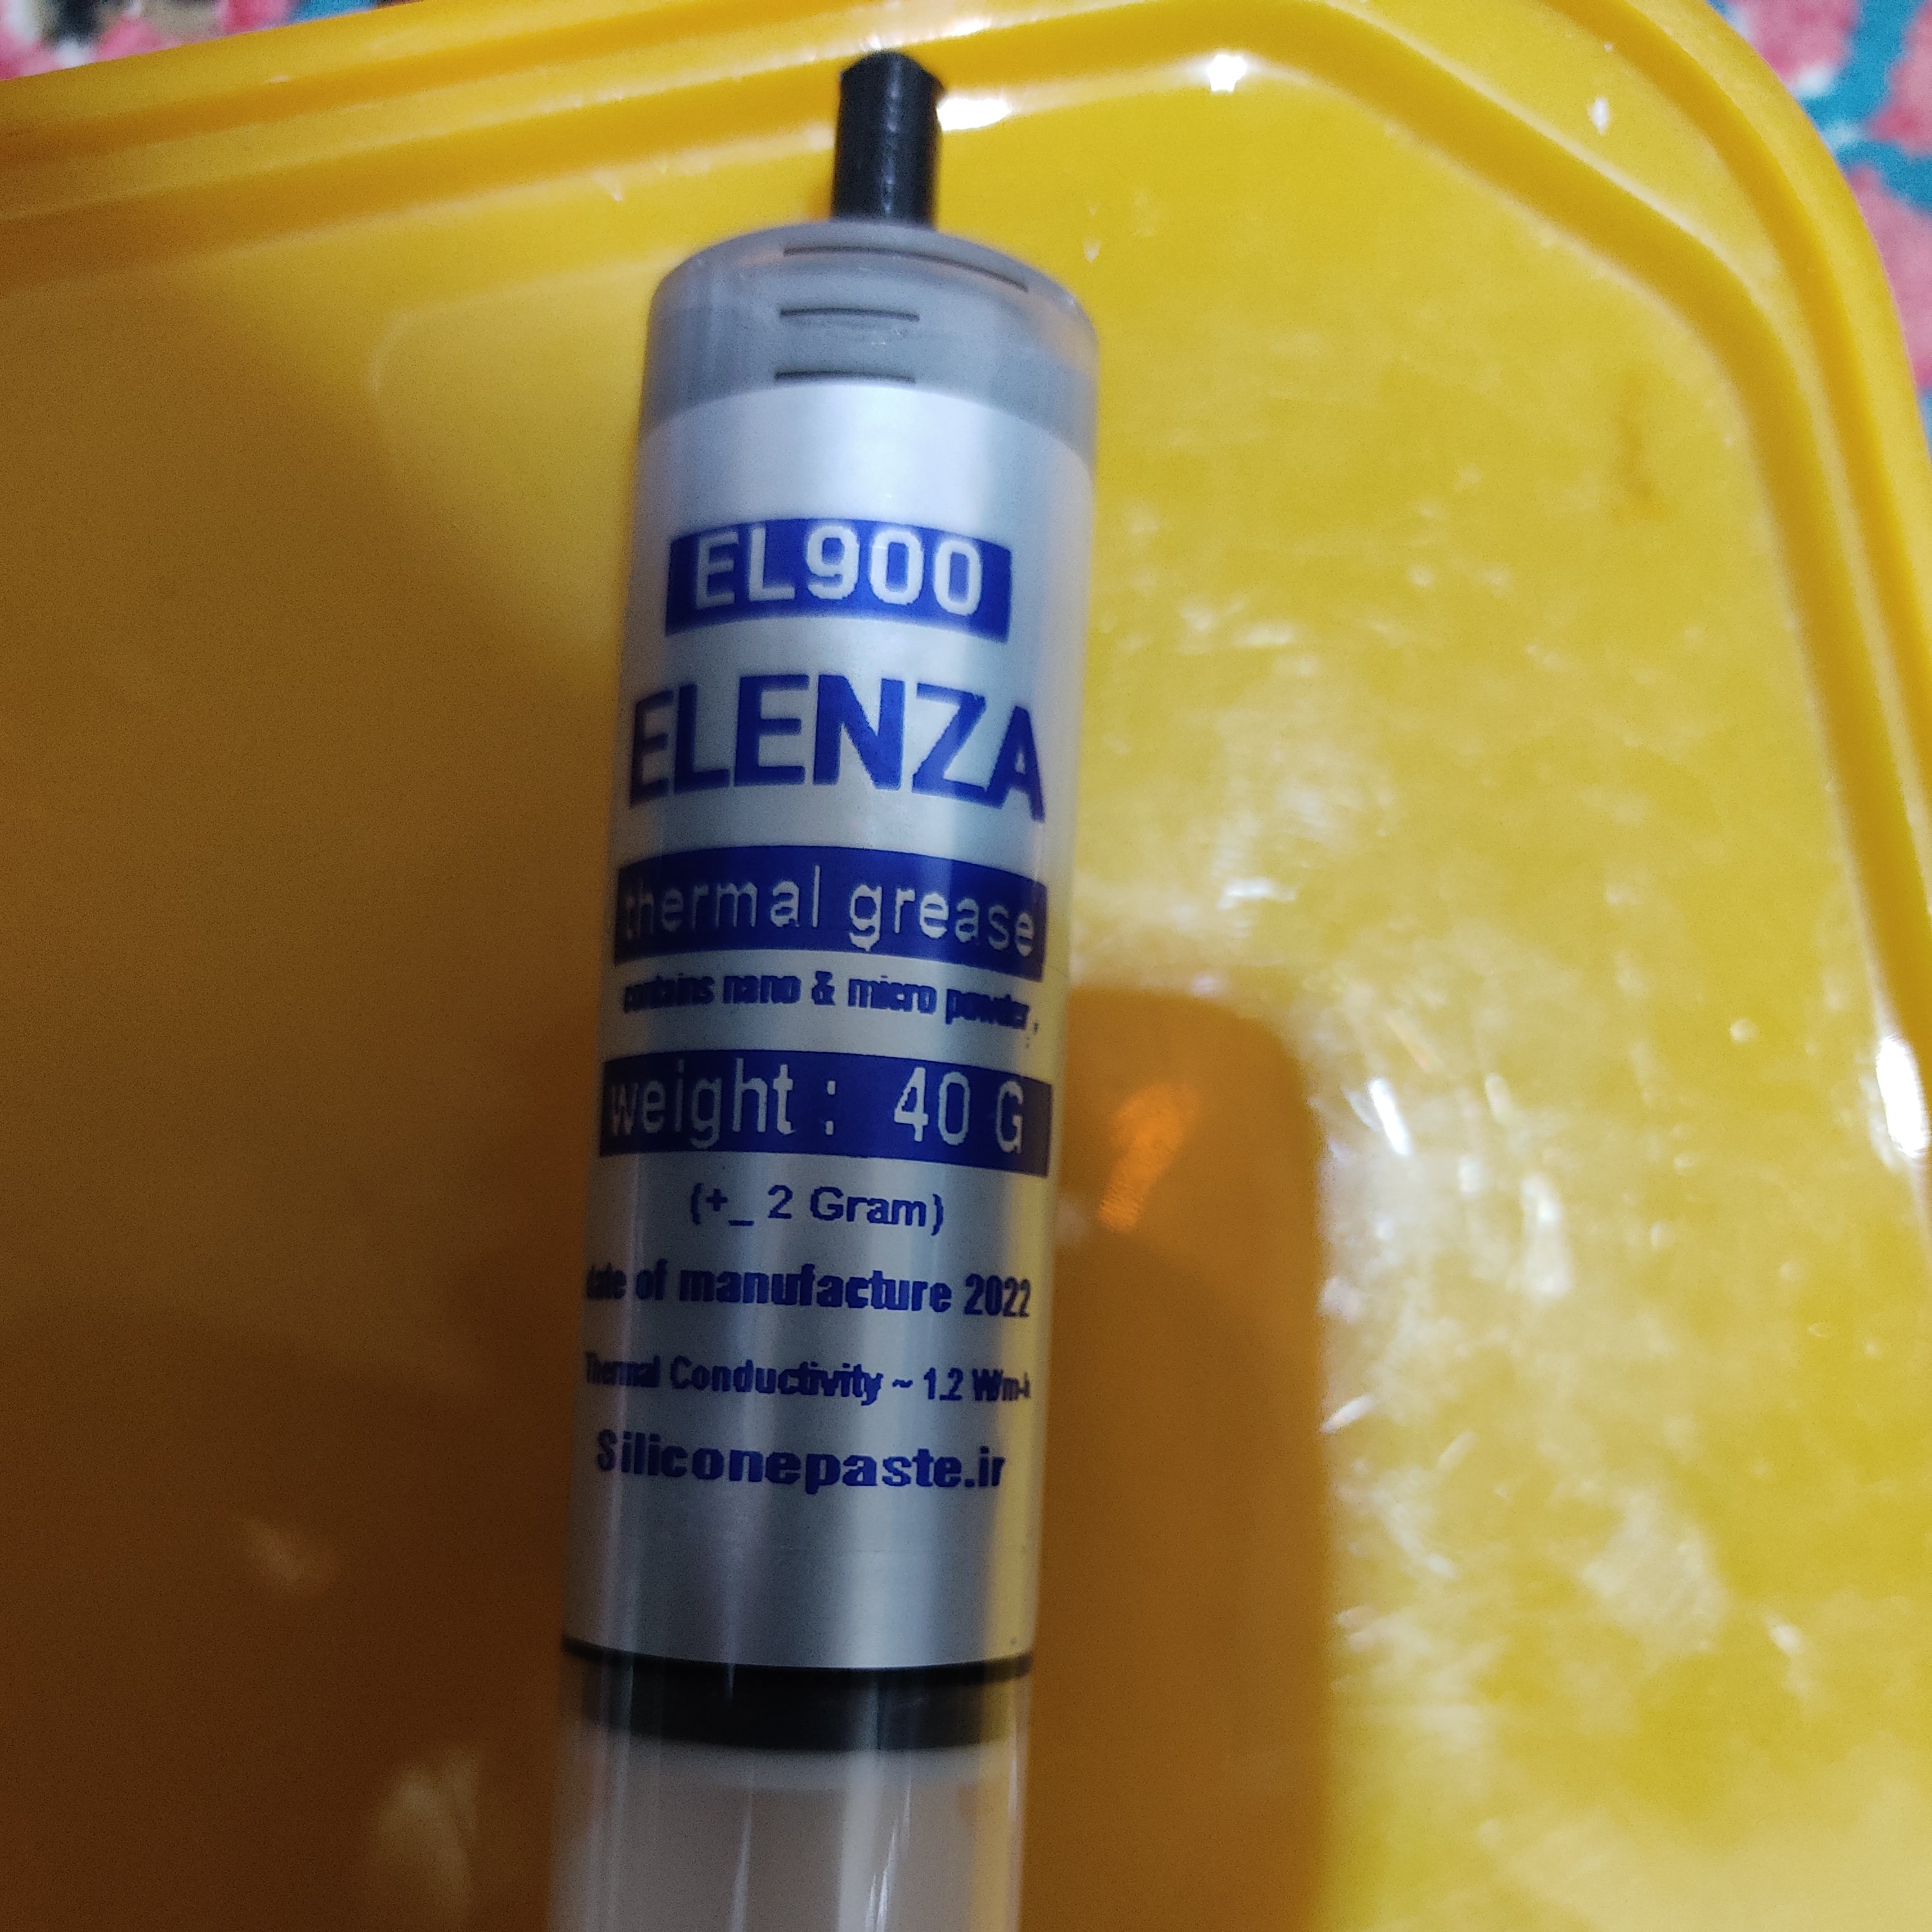 EL900
ELENZA
thermal grease
contains nano & micro powder,
weight : 40 G
(+_ 2 Gram)
date of manufacture 2022
Thermal Conductivity ~ 1.2 W/m-k
Siliconepaste.ir